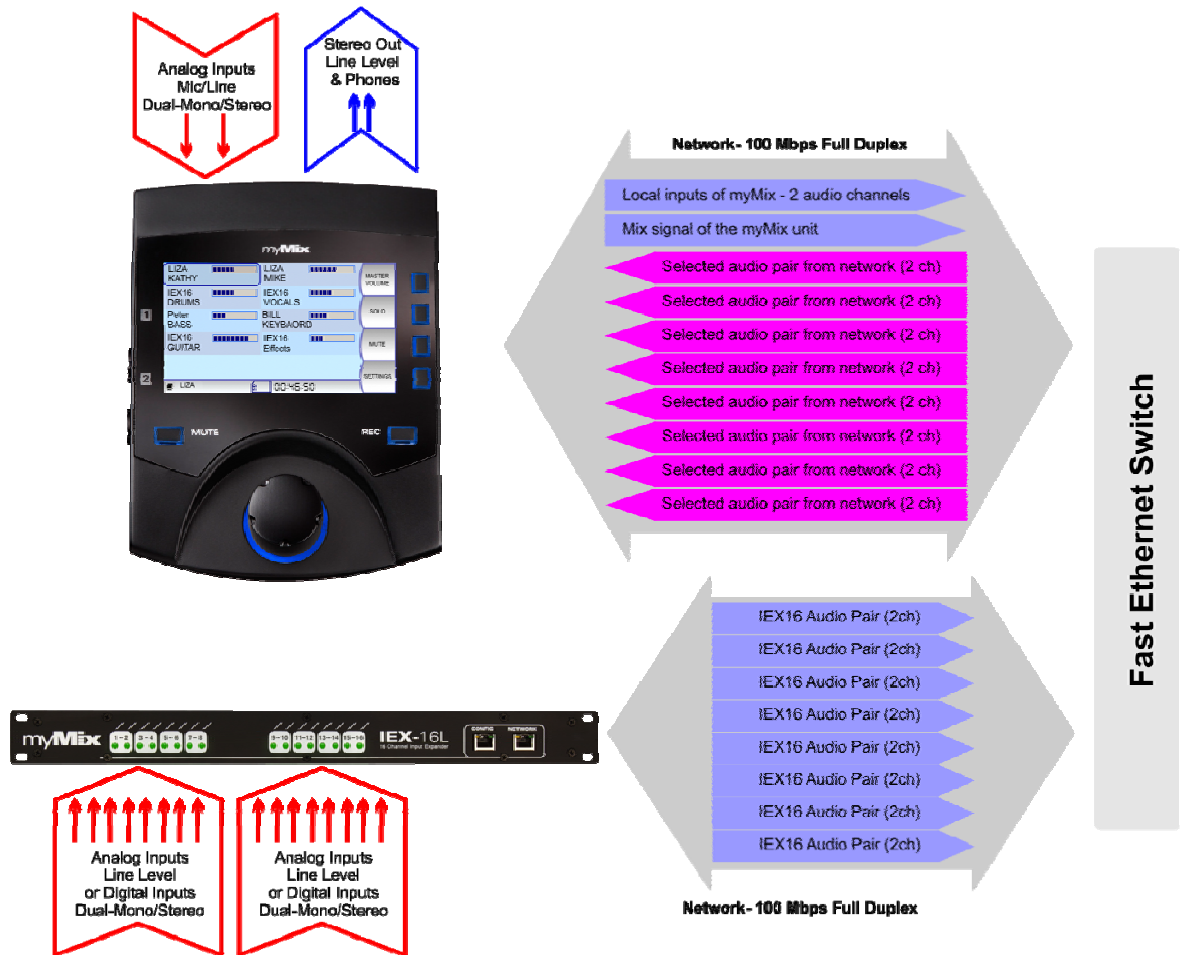 Analog Inputs
Mic/Line
Dual-Mono/Stereo
Stereo Out
Line Level
& Phones
myMix
LIZA
KATHY
LIZA
MIKE
MASTER
VOLUME
IEX16
DRUMS
IEX16
VOCALS
SOLO
Peter
BASS
BILL
KEYBAORD
IEX16
GUITAR
IEX16
Effects
MUTE
SETTINGS
1
2
LIZA
00:46:50
MUTE
REC
Network- 100 Mbps Full Duplex
Local inputs of myMix - 2 audio channels
Mix signal of the myMix unit
Selected audio pair from network (2 ch)
Selected audio pair from network (2 ch)
Selected audio pair from network (2 ch)
Selected audio pair from network (2 ch)
Selected audio pair from network (2 ch)
Selected audio pair from network (2 ch)
Selected audio pair from network (2 ch)
Selected audio pair from network (2 ch)
Fast Ethernet Switch
IEX16 Audio Pair (2ch)
IEX16 Audio Pair (2ch)
IEX16 Audio Pair (2ch)
IEX16 Audio Pair (2ch)
IEX16 Audio Pair (2ch)
IEX16 Audio Pair (2ch)
IEX16 Audio Pair (2ch)
IEX16 Audio Pair (2ch)
Network- 100 Mbps Full Duplex
myMix
1-2 3-4 5-6 7-8
9-10 11-12 13-14 15-16
IEX-16L
16 Channel Input Expander
CONFIG NETWORK
Analog Inputs
Line Level
or Digital Inputs
Dual-Mono/Stereo
Analog Inputs
Line Level
or Digital Inputs
Dual-Mono/Stereo